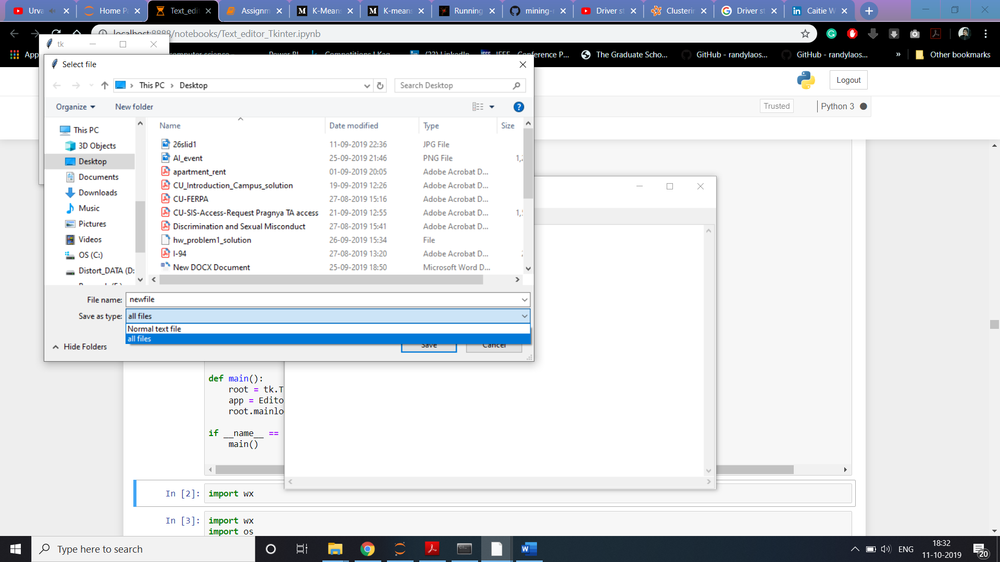 Urva
Home Pa
Text_edi
Assignm
K-Means
K-means
Running
mining-r
Driver st
Clusterin
Driver st
Caitie W
localhost:8888/notebooks/Text_editor_Tkinter.ipynb
tk
App
computer science -
Power BI
Competitions | Kag
(23) LinkedIn
IEEE - Conference P...
The Graduate Scho...
GitHub - randylaos...
GitHub - randylaos...
»
Other bookmarks
Select file
This PC > Desktop
Search Desktop
Logout
Organize
New folder
Trusted
Python 3
Name
Date modified
Type
Size
This PC
3D Objects
Desktop
Documents
Downloads
Music
Pictures
Videos
OS (C:)
Distort_DATA (D:
26slid1 11-09-2019 22:36 JPG File
AI_event 25-09-2019 21:46 PNG File 1,
apartment_rent 01-09-2019 20:05 Adobe Acrobat D...
CU_Introduction_Campus_solution 19-09-2019 12:26 Adobe Acrobat D...
CU-FERPA 27-08-2019 15:16 Adobe Acrobat D...
CU-SIS-Access-Request Pragnya TA access 21-09-2019 12:55 Adobe Acrobat D... 1,
Discrimination and Sexual Misconduct 27-08-2019 15:41 Adobe Acrobat D...
hw_problem1_solution 26-09-2019 15:34 File
I-94 27-08-2019 13:20 Adobe Acrobat D...
New DOCX Document 25-09-2019 18:50 Microsoft Word D...
File name: newfile
Save as type: all files
Normal text file
all files
Hide Folders
Save
Cancel
def main():
root = tk.T
app = Edito
root.mainlo
if __name__ ==
main()
In [2]: import wx
In [3]: import wx
import os
Type here to search
ENG
18:32
11-10-2019
20